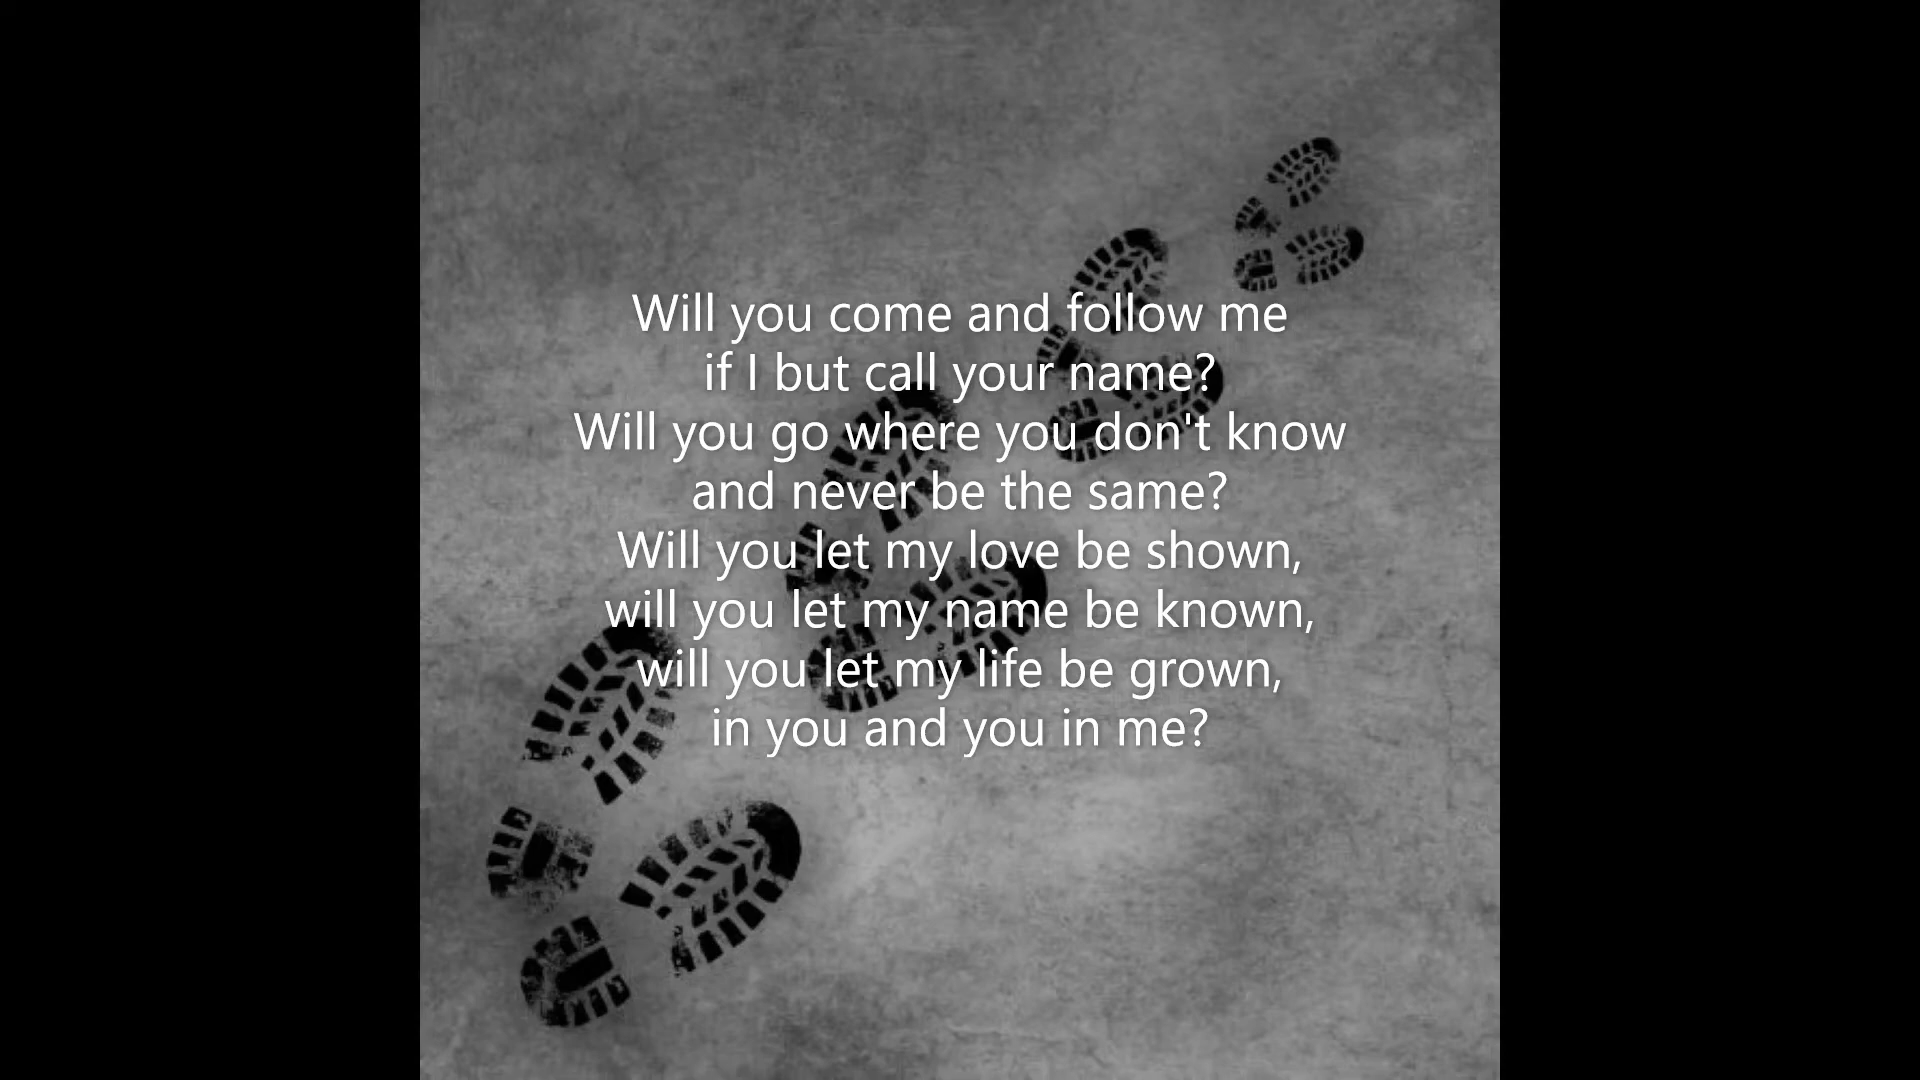 Will you come and follow me
if I but call your name?
Will you go where you don't know
and never be the same?
Will you let my love be shown,
will you let my name be known,
will you let my life be grown,
in you and you in me?